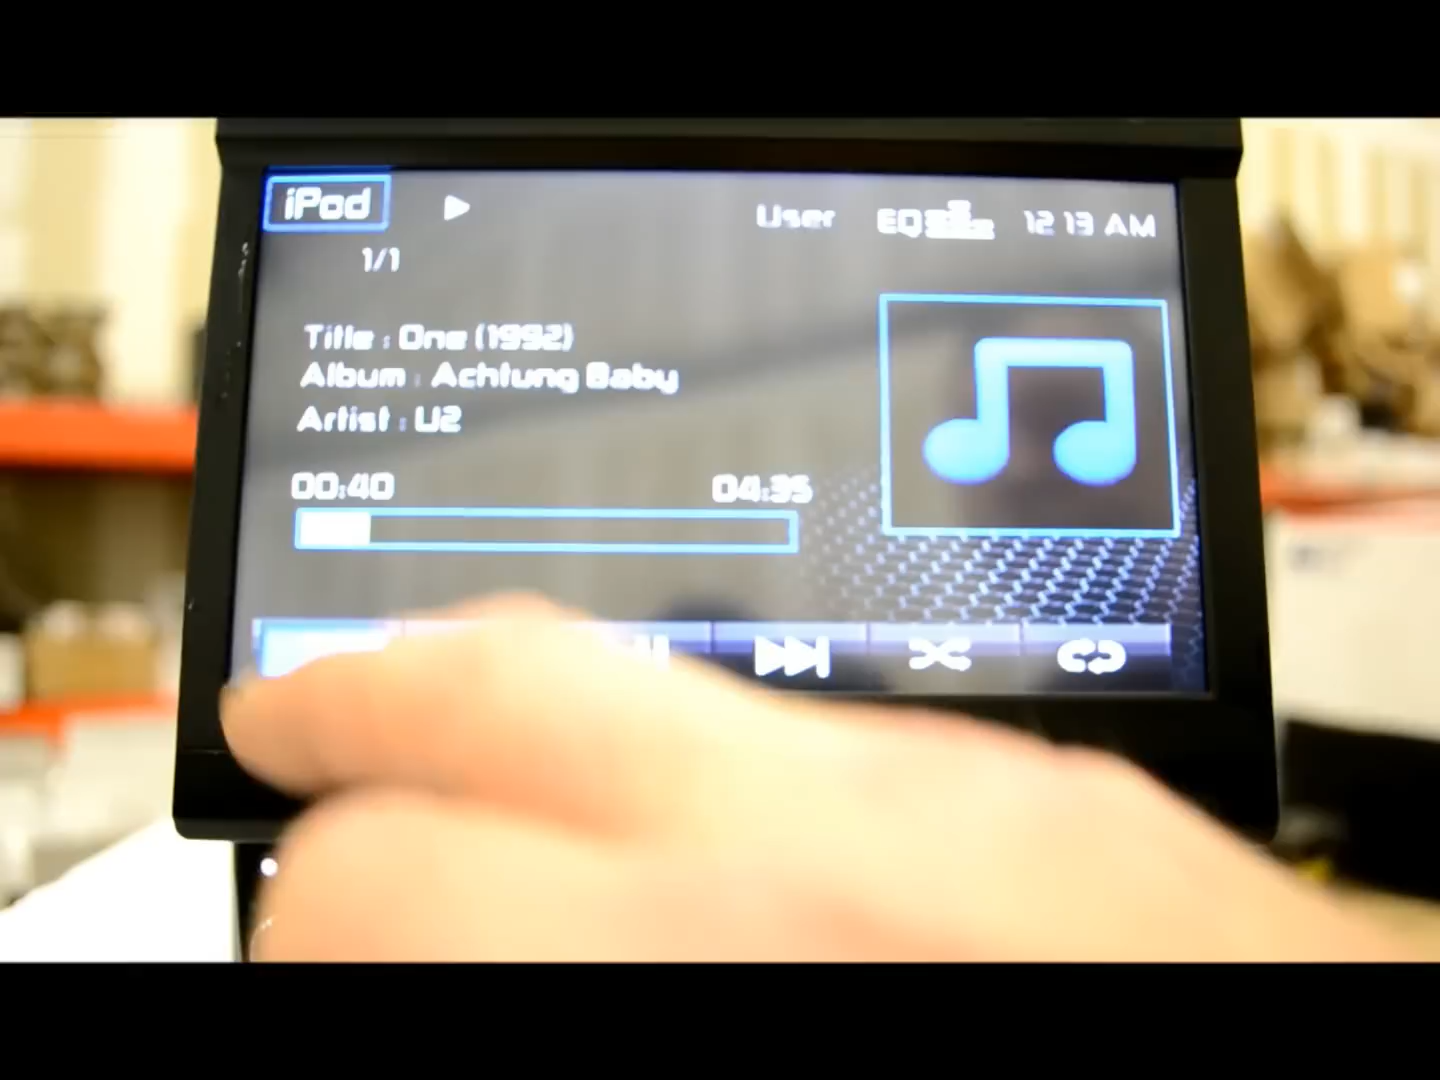 iPod
User EQ 12 13 AM
1/1
Title : One (1992)
Album : Achtung Baby
Artist : U2
00:40 04:35